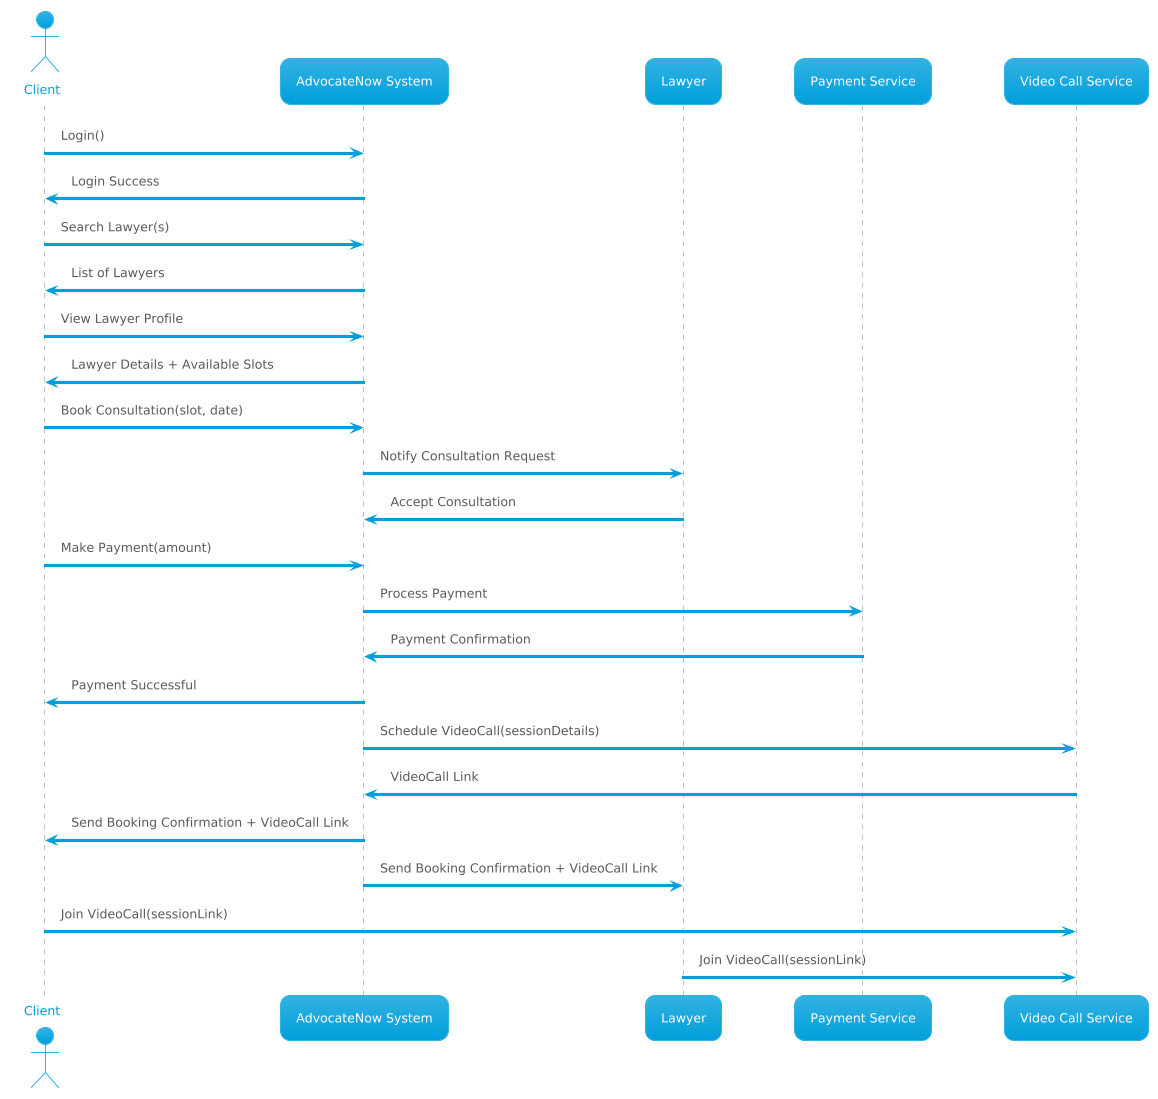 Client
AdvocateNow System
Lawyer
Payment Service
Video Call Service
Login()
Login Success
Search Lawyer(s)
List of Lawyers
View Lawyer Profile
Lawyer Details + Available Slots
Book Consultation(slot, date)
Notify Consultation Request
Accept Consultation
Make Payment(amount)
Process Payment
Payment Confirmation
Payment Successful
Schedule VideoCall(sessionDetails)
VideoCall Link
Send Booking Confirmation + VideoCall Link
Send Booking Confirmation + VideoCall Link
Join VideoCall(sessionLink)
Join VideoCall(sessionLink)
Client
AdvocateNow System
Lawyer
Payment Service
Video Call Service